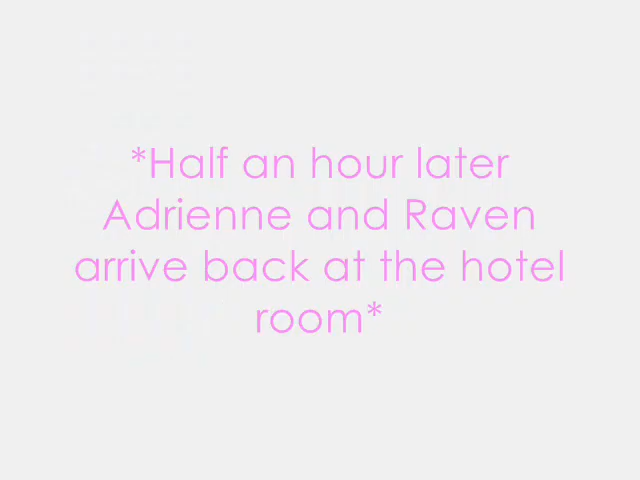 *Half an hour later
Adrienne and Raven
arrive back at the hotel
room*